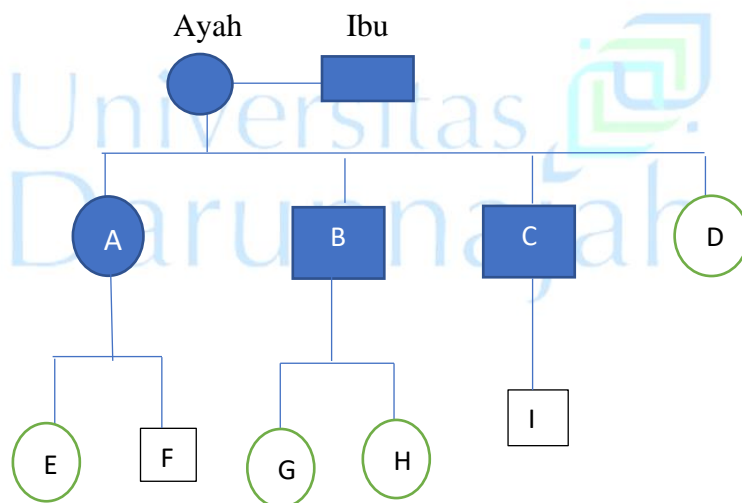 Ayah Ibu
Universitas
Darunnajah
A B C D
E F G H I